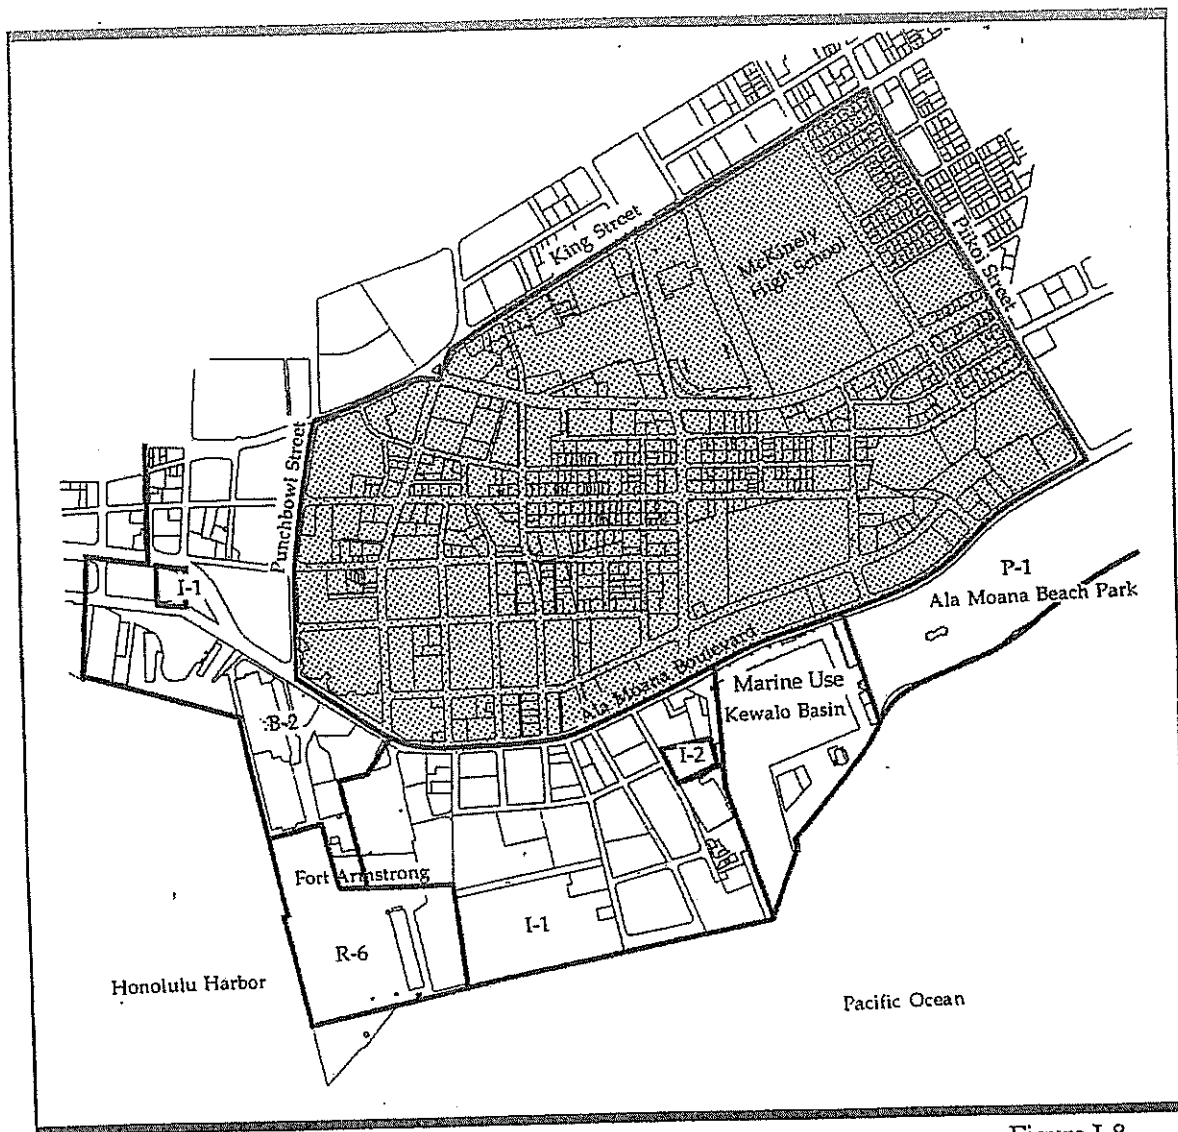 King Street
McKinely
High School
Piikoi Street
Punchbowl Street
I-1
P-1
Ala Moana Beach Park
Ala Moana Boulevard
Marine Use
Kewalo Basin
B-2
I-2
Fort Armstrong
I-1
R-6
Honolulu Harbor
Pacific Ocean
Figure I-8